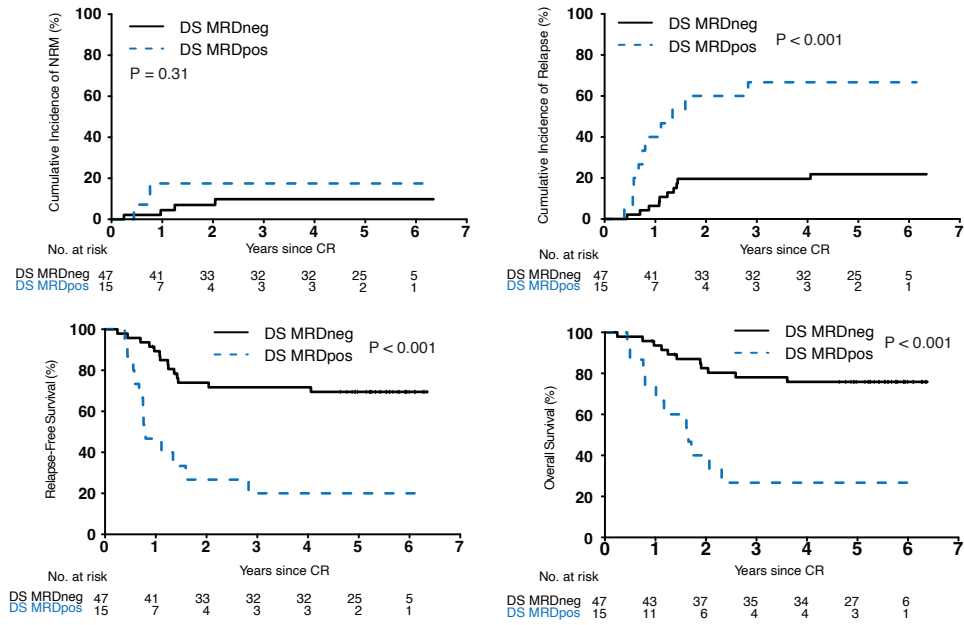 Cumulative Incidence of NRM (%)
100
80
60
40
20
0
DS MRDneg
DS MRDpos
P = 0.31
0 1 2 3 4 5 6 7
Years since CR
No. at risk
DS MRDneg 47 41 33 32 32 25 5
DS MRDpos 15 7 4 3 3 2 1
Cumulative Incidence of Relapse (%)
100
80
60
40
20
0
DS MRDneg
DS MRDpos
P < 0.001
0 1 2 3 4 5 6 7
Years since CR
No. at risk
DS MRDneg 47 41 33 32 32 25 5
DS MRDpos 15 7 4 3 3 2 1
Relapse-Free Survival (%)
100
80
60
40
20
0
DS MRDneg
DS MRDpos
P < 0.001
0 1 2 3 4 5 6 7
Years since CR
No. at risk
DS MRDneg 47 41 33 32 32 25 5
DS MRDpos 15 7 4 3 3 2 1
Overall Survival (%)
100
80
60
40
20
0
DS MRDneg
DS MRDpos
P < 0.001
0 1 2 3 4 5 6 7
Years since CR
No. at risk
DS MRDneg 47 43 37 35 34 27 6
DS MRDpos 15 11 6 4 4 3 1